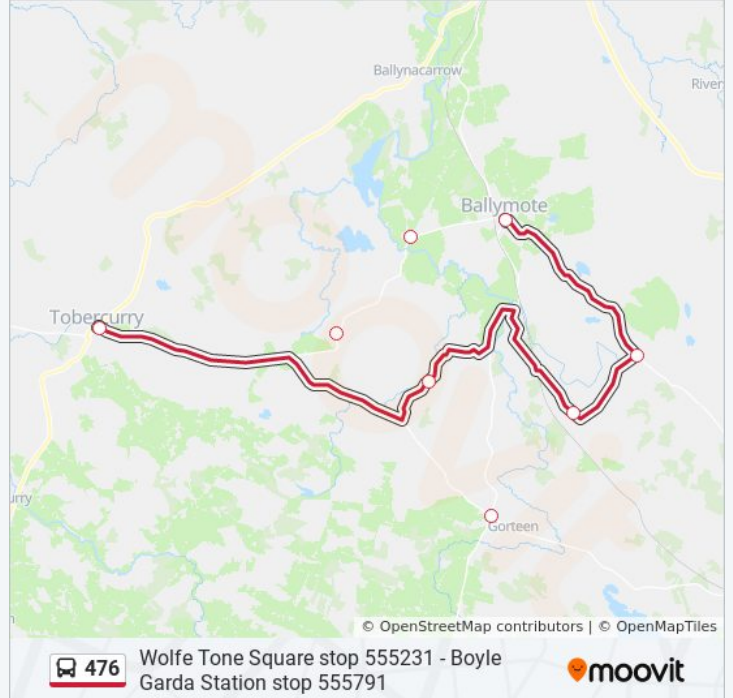 Ballynacarrow
River
Ballymote
Tobercurry
urry
Gorteen
© OpenStreetMap contributors | © OpenMapTiles
476
Wolfe Tone Square stop 555231 - Boyle
Garda Station stop 555791
moovit